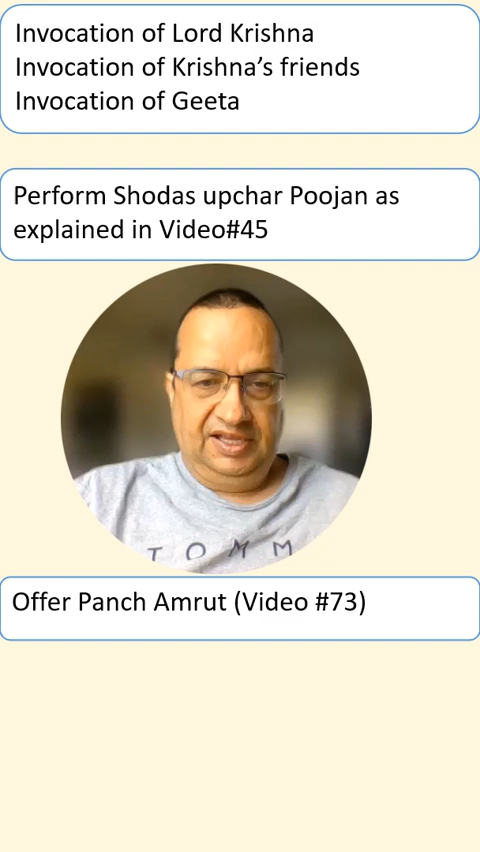 Invocation of Lord Krishna
Invocation of Krishna’s friends
Invocation of Geeta
Perform Shodas upchar Poojan as
explained in Video#45
T O M M
Offer Panch Amrut (Video #73)